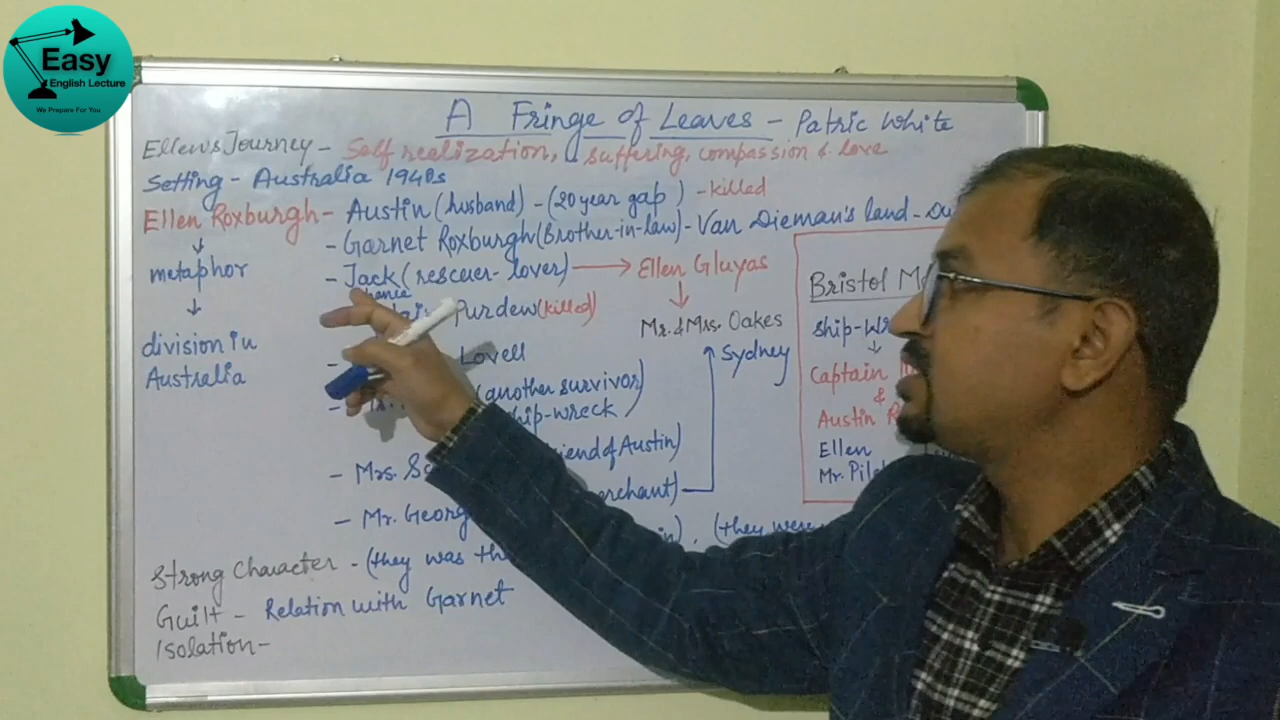 Easy
English Lecture
We Prepare For You
A Fringe of Leaves - Patric White
Ellen's Journey - Self realization, suffering, compassion & love
Setting - Australia 1940s
Ellen Roxburgh - Austin (husband) - (20 year gap) - killed
- Garnet Roxburgh (Brother-in-law) - Van Dieman's land -
- Jack (rescuer - lover) → Ellen Gluyas
Purdew (killed)
Mr. & Mrs. Oakes
Sydney
Lovell
(another survivor)
ship-wreck
- Mrs.
friend of Austin)
merchant)
- Mr. George
(they were
metaphor
division in
Australia
Bristol
Ship-
Captain
&
Austin
Ellen
Mr.
Strong Character - (they was
Guilt - Relation with Garnet
Isolation -